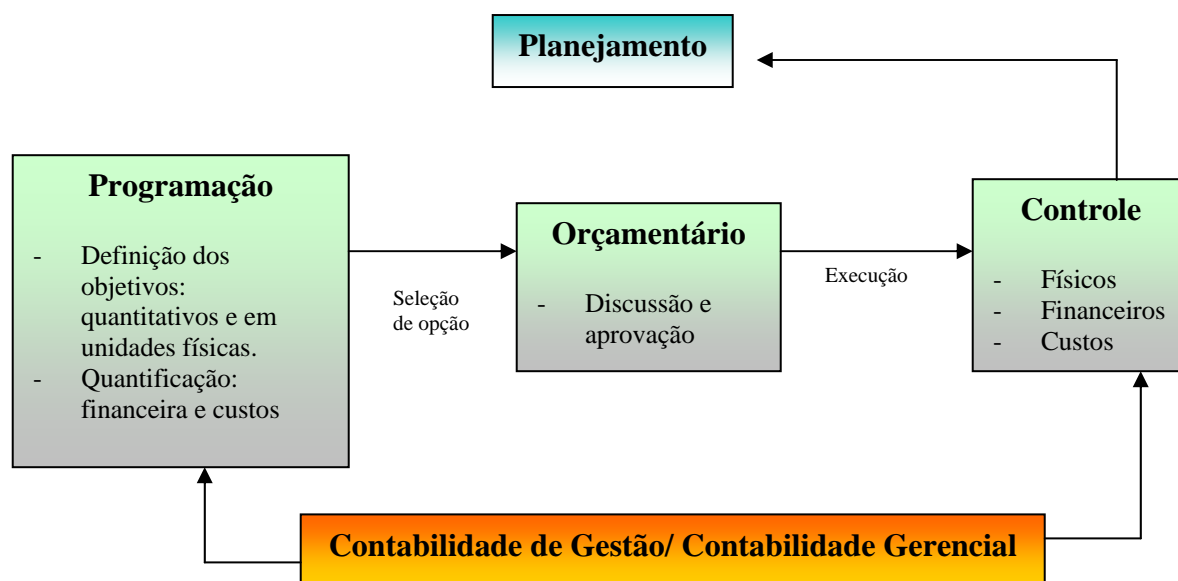 Planejamento
Programação
- Definição dos
objetivos:
quantitativos e em
unidades físicas.
- Quantificação:
financeira e custos
Seleção
de opção
Orçamentário
- Discussão e
aprovação
Execução
Controle
- Físicos
- Financeiros
- Custos
Contabilidade de Gestão/ Contabilidade Gerencial